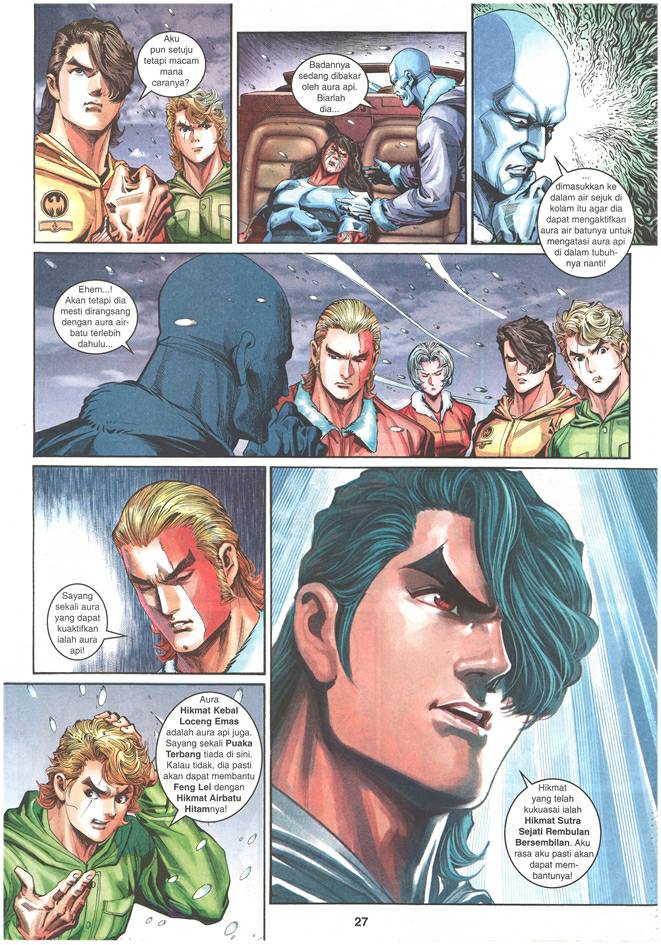 Aku
pun setuju
tetapi macam
mana
caranya?
Badannya
sedang dibakar
oleh aura api.
Biarlah
dia...
...
dimasukkan ke
dalam air sejuk di
kolam itu agar dia
dapat mengaktifkan
aura air batunya untuk
mengatasi aura api
di dalam tubuh-
nya nanti!
Ehem...!
Akan tetapi dia
mesti dirangsang
dengan aura air-
batu terlebih
dahulu...
Sayang
sekali aura
yang dapat
kuaktifkan
ialah aura
api!
Aura
Hikmat Kebal
Loceng Emas
adalah aura api juga.
Sayang sekali Puaka
Terbang tiada di sini.
Kalau tidak, dia pasti
akan dapat membantu
Feng Lei dengan
Hikmat Airbatu
Hitamnya!
Hikmat
yang telah
kukuasai ialah
Hikmat Sutra
Sejati Rembulan
Bersembilan. Aku
rasa aku pasti akan
dapat mem-
bantunya!
27